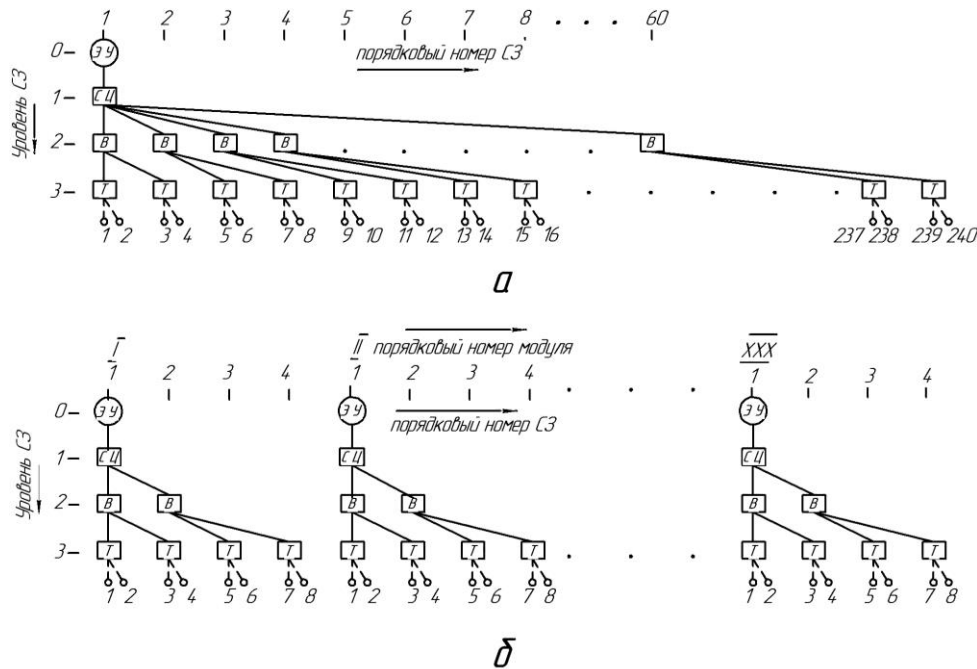 1 2 3 4 5 6 7 8 . . . . 60
порядковый номер СЗ
Уровень СЗ
0 – ЭУ
1 – СЦ
2 – В В В В . . . . . В
3 – Т Т Т Т Т Т Т Т . . . . . Т Т
1 2 3 4 5 6 7 8 9 10 11 12 13 14 15 16 237 238 239 240
а
порядковый номер модуля
I II XXX
1 2 3 4 1 2 3 4 . . . 1 2 3 4
порядковый номер СЗ
Уровень СЗ
0 – ЭУ ЭУ ЭУ
1 – СЦ СЦ СЦ
2 – В В В В В В
3 – Т Т Т Т Т Т Т Т . . . Т Т Т Т
1 2 3 4 5 6 7 8 1 2 3 4 5 6 7 8 1 2 3 4 5 6 7 8
б